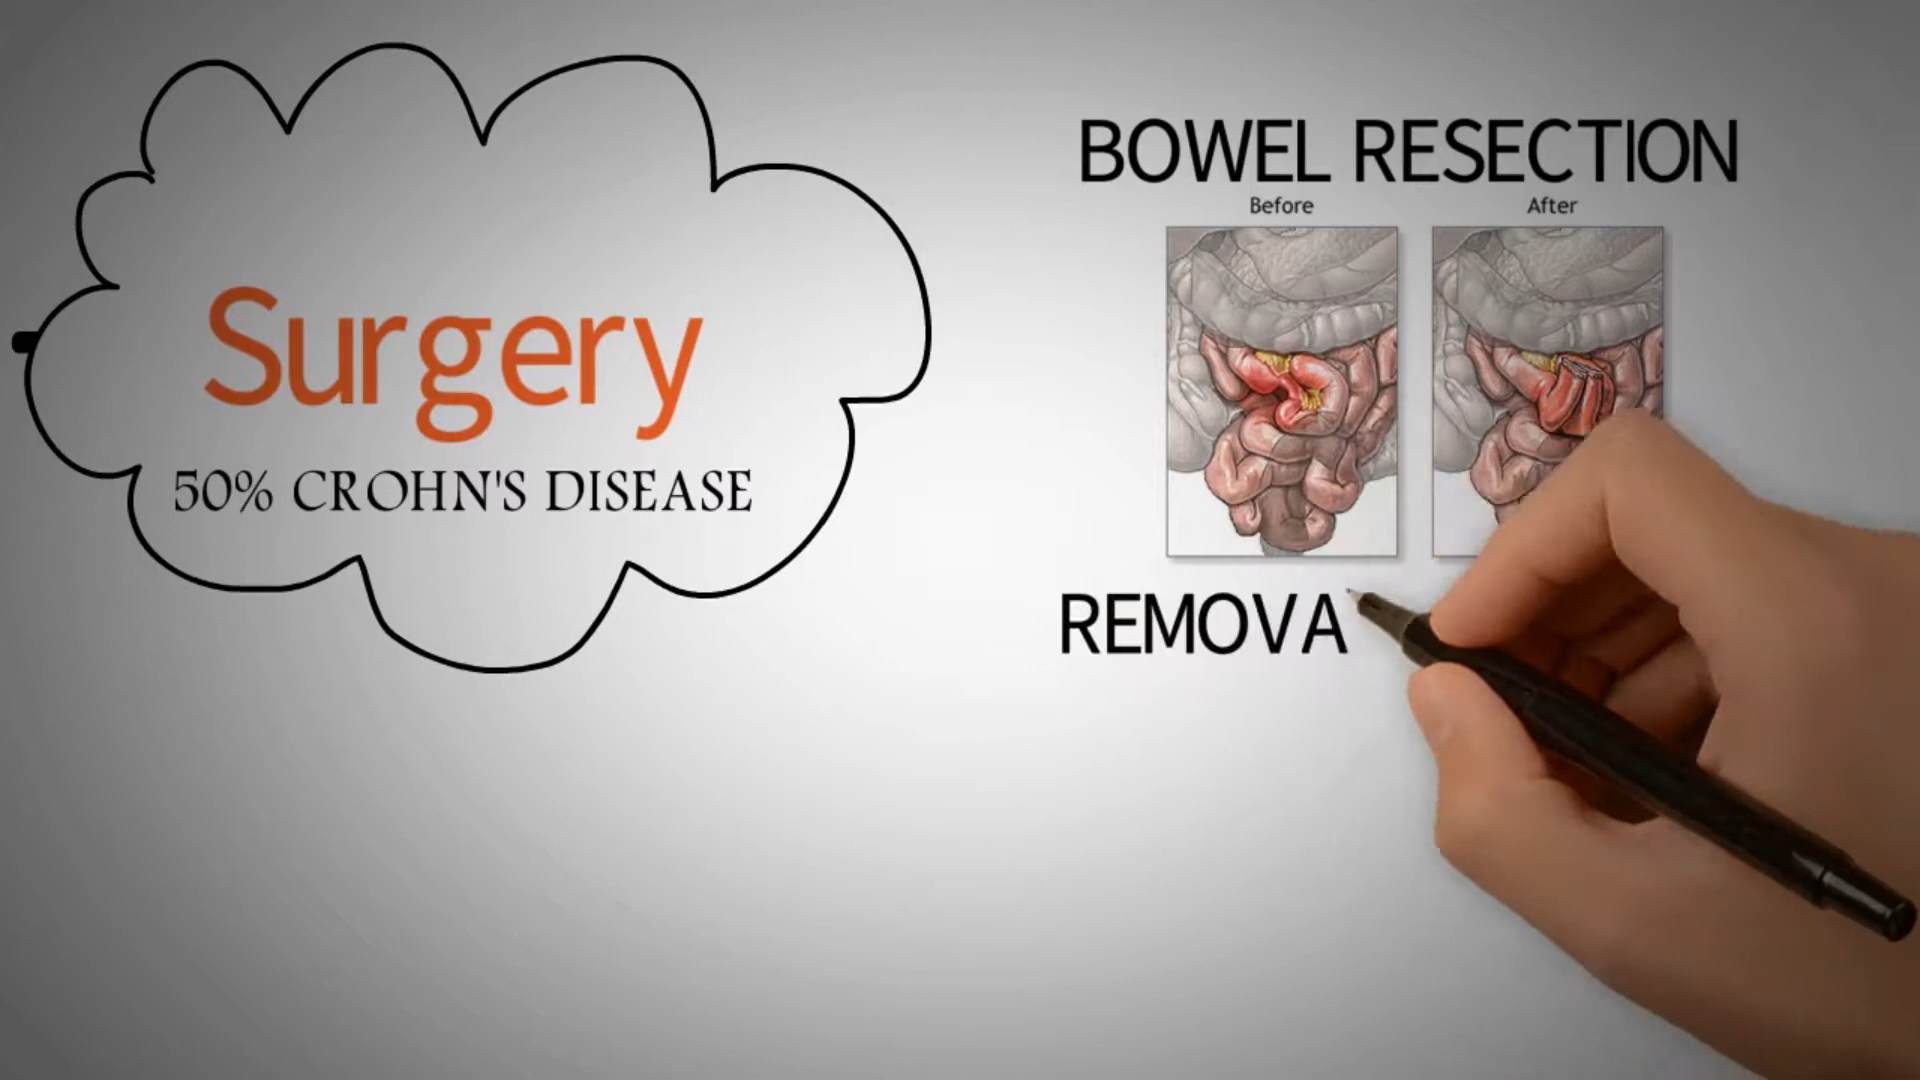 Surgery
50% CROHN'S DISEASE
BOWEL RESECTION
Before After
REMOVA